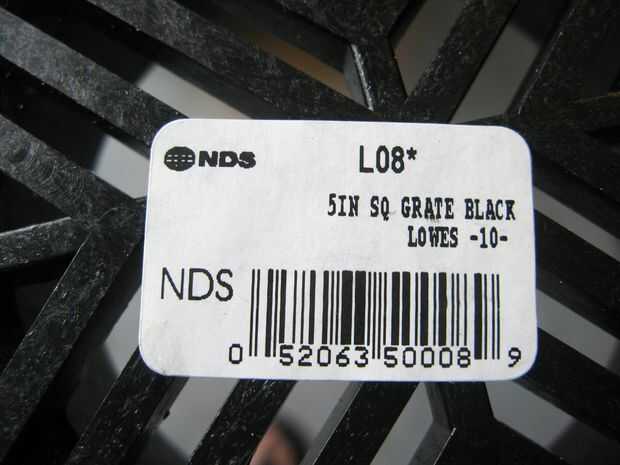 NDS L08*
5IN SQ GRATE BLACK
LOWES -10-
NDS
0 52063 50008 9